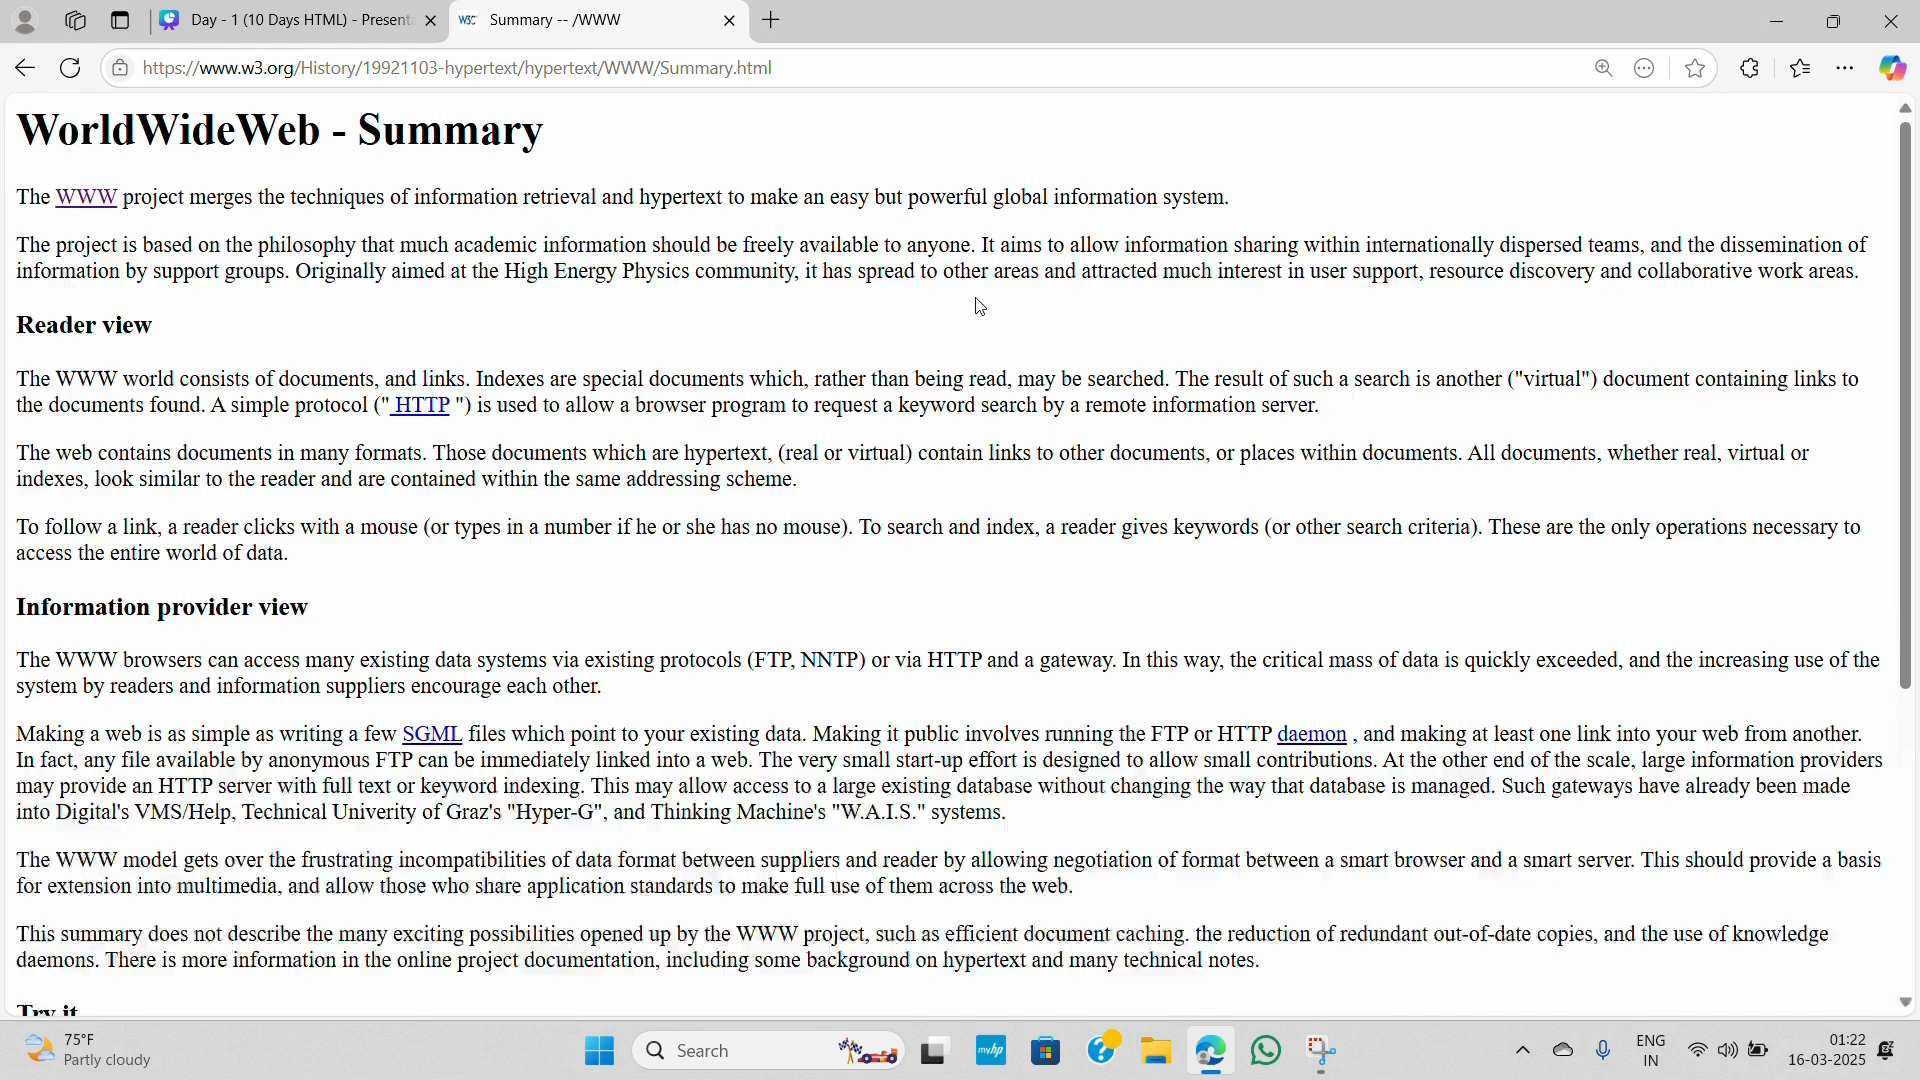 Day - 1 (10 Days HTML) - Present
Summary -- /WWW
https://www.w3.org/History/19921103-hypertext/hypertext/WWW/Summary.html
WorldWideWeb - Summary
The WWW project merges the techniques of information retrieval and hypertext to make an easy but powerful global information system.
The project is based on the philosophy that much academic information should be freely available to anyone. It aims to allow information sharing within internationally dispersed teams, and the dissemination of
information by support groups. Originally aimed at the High Energy Physics community, it has spread to other areas and attracted much interest in user support, resource discovery and collaborative work areas.
Reader view
The WWW world consists of documents, and links. Indexes are special documents which, rather than being read, may be searched. The result of such a search is another ("virtual") document containing links to
the documents found. A simple protocol (" HTTP ") is used to allow a browser program to request a keyword search by a remote information server.
The web contains documents in many formats. Those documents which are hypertext, (real or virtual) contain links to other documents, or places within documents. All documents, whether real, virtual or
indexes, look similar to the reader and are contained within the same addressing scheme.
To follow a link, a reader clicks with a mouse (or types in a number if he or she has no mouse). To search and index, a reader gives keywords (or other search criteria). These are the only operations necessary to
access the entire world of data.
Information provider view
The WWW browsers can access many existing data systems via existing protocols (FTP, NNTP) or via HTTP and a gateway. In this way, the critical mass of data is quickly exceeded, and the increasing use of the
system by readers and information suppliers encourage each other.
Making a web is as simple as writing a few SGML files which point to your existing data. Making it public involves running the FTP or HTTP daemon , and making at least one link into your web from another.
In fact, any file available by anonymous FTP can be immediately linked into a web. The very small start-up effort is designed to allow small contributions. At the other end of the scale, large information providers
may provide an HTTP server with full text or keyword indexing. This may allow access to a large existing database without changing the way that database is managed. Such gateways have already been made
into Digital's VMS/Help, Technical Univerity of Graz's "Hyper-G", and Thinking Machine's "W.A.I.S." systems.
The WWW model gets over the frustrating incompatibilities of data format between suppliers and reader by allowing negotiation of format between a smart browser and a smart server. This should provide a basis
for extension into multimedia, and allow those who share application standards to make full use of them across the web.
This summary does not describe the many exciting possibilities opened up by the WWW project, such as efficient document caching. the reduction of redundant out-of-date copies, and the use of knowledge
daemons. There is more information in the online project documentation, including some background on hypertext and many technical notes.
Try it
75°F
Partly cloudy
Search
myhp
ENG
IN
01:22
16-03-2025